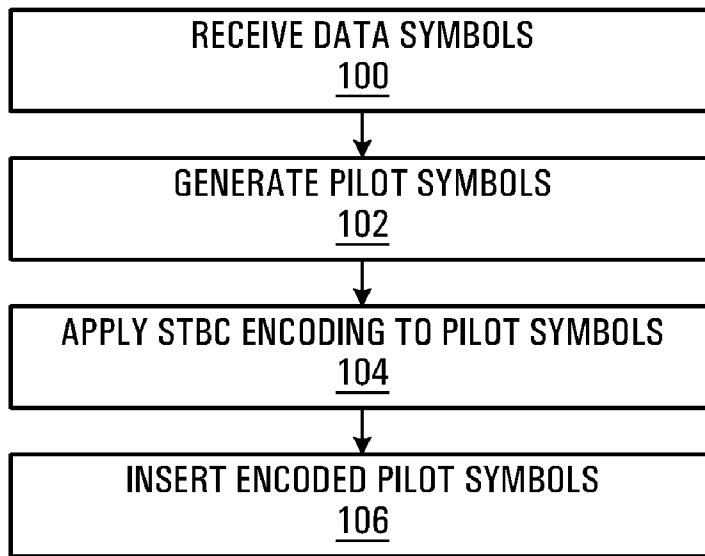 RECEIVE DATA SYMBOLS
100
GENERATE PILOT SYMBOLS
102
APPLY STBC ENCODING TO PILOT SYMBOLS
104
INSERT ENCODED PILOT SYMBOLS
106